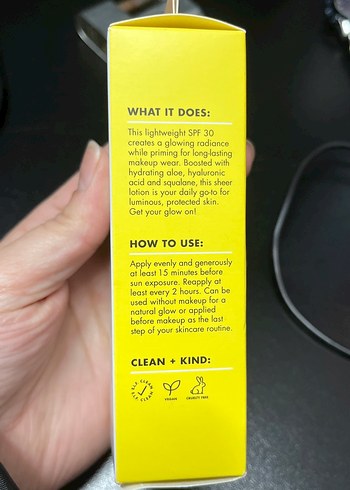 WHAT IT DOES:
This lightweight SPF 30
creates a glowing radiance
while priming for long-lasting
makeup wear. Boosted with
hydrating aloe, hyaluronic
acid and squalane, this sheer
lotion is your daily go-to for
luminous, protected skin.
Get your glow on!
HOW TO USE:
Apply evenly and generously
at least 15 minutes before
sun exposure. Reapply at
least every 2 hours. Can be
used without makeup for a
natural glow or applied
before makeup as the last
step of your skincare routine.
CLEAN + KIND:
E.L.F. CLEAN
E.L.F. CLEAN
VEGAN
CRUELTY FREE